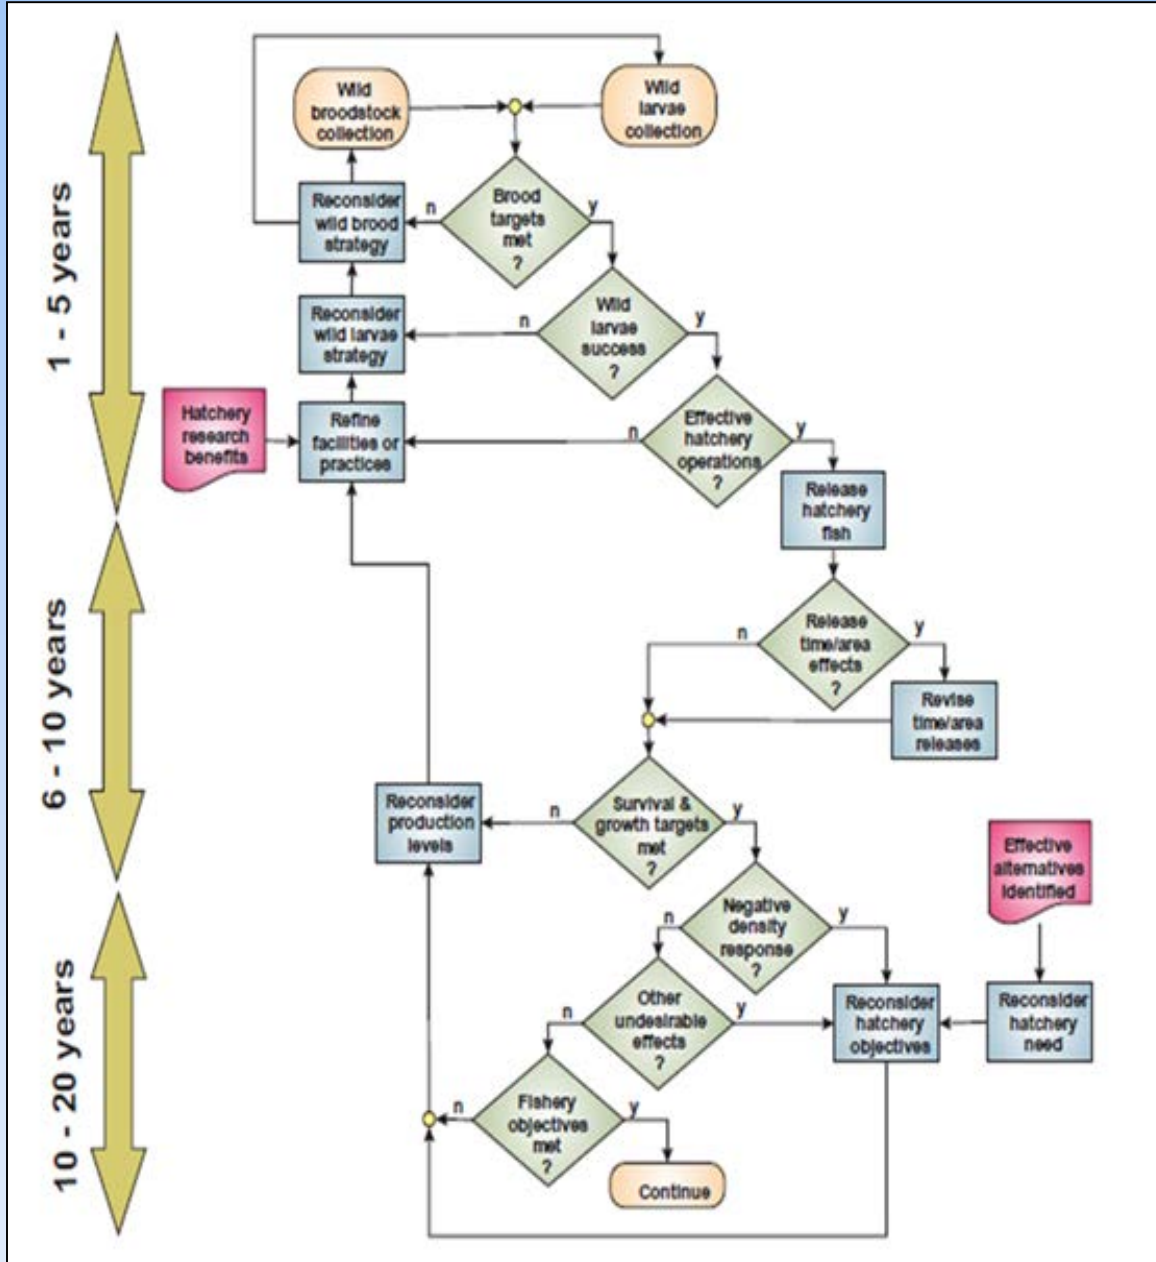 1 - 5 years
6 - 10 years
10 - 20 years
Wild
broodstock
collection
Wild
larvae
collection
Reconsider
wild brood
strategy
n
Brood
targets
met
?
y
Reconsider
wild larvae
strategy
n
Wild
larvae
success
?
y
Hatchery
research
benefits
Refine
facilities or
practices
n
Effective
hatchery
operations
?
y
Release
hatchery
fish
n
Release
time/area
effects
?
y
Revise
time/area
releases
Reconsider
production
levels
n
Survival &
growth targets
met
?
y
Effective
alternatives
identified
n
Negative
density
response
?
y
n
Other
undesirable
effects
?
y
Reconsider
hatchery
objectives
Reconsider
hatchery
need
n
Fishery
objectives
met
?
y
Continue